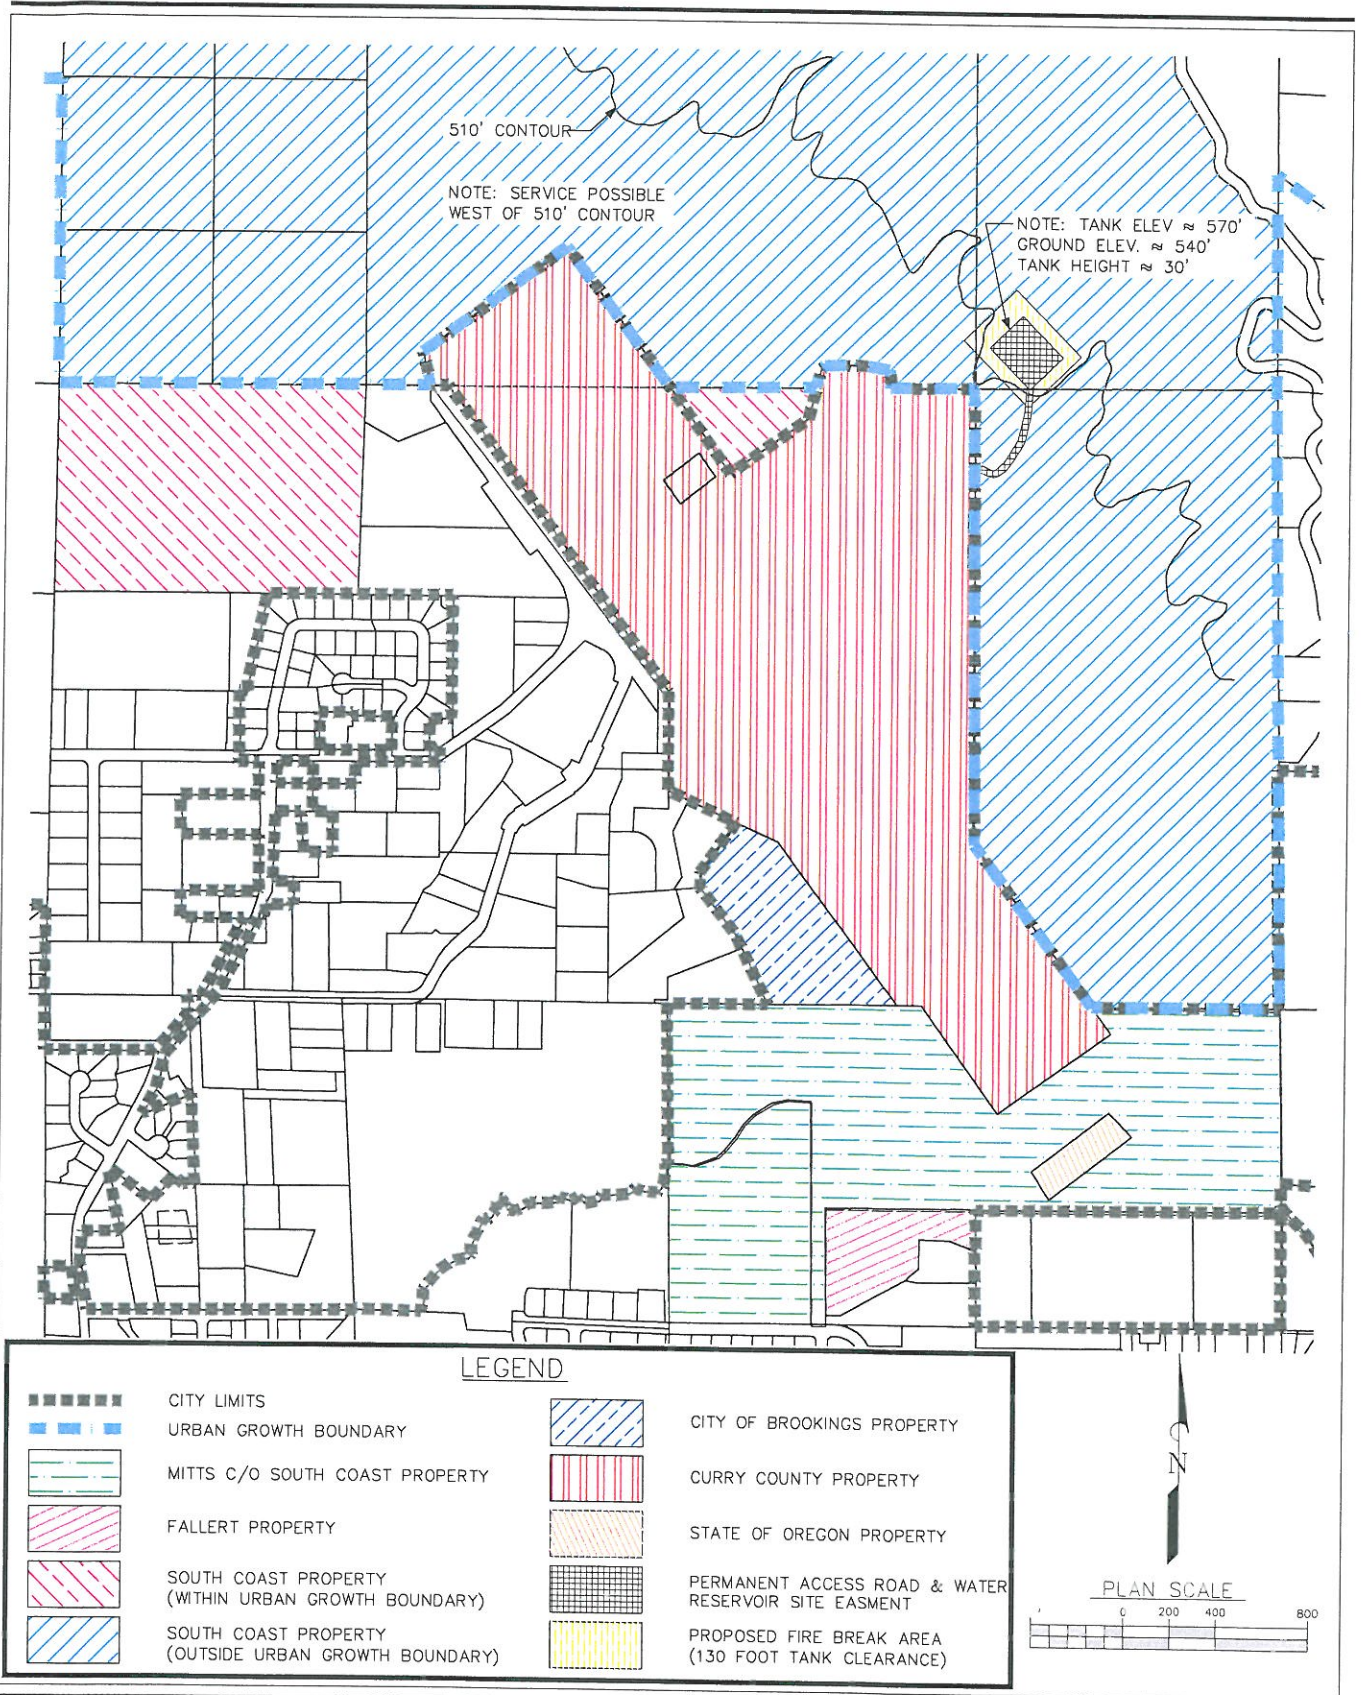 510' CONTOUR
NOTE: SERVICE POSSIBLE
WEST OF 510' CONTOUR
NOTE: TANK ELEV ≈ 570'
GROUND ELEV. ≈ 540'
TANK HEIGHT ≈ 30'
LEGEND
CITY LIMITS
URBAN GROWTH BOUNDARY
MITTS C/O SOUTH COAST PROPERTY
FALLERT PROPERTY
SOUTH COAST PROPERTY
(WITHIN URBAN GROWTH BOUNDARY)
SOUTH COAST PROPERTY
(OUTSIDE URBAN GROWTH BOUNDARY)
CITY OF BROOKINGS PROPERTY
CURRY COUNTY PROPERTY
STATE OF OREGON PROPERTY
PERMANENT ACCESS ROAD & WATER
RESERVOIR SITE EASMENT
PROPOSED FIRE BREAK AREA
(130 FOOT TANK CLEARANCE)
N
PLAN SCALE
0 200 400 800